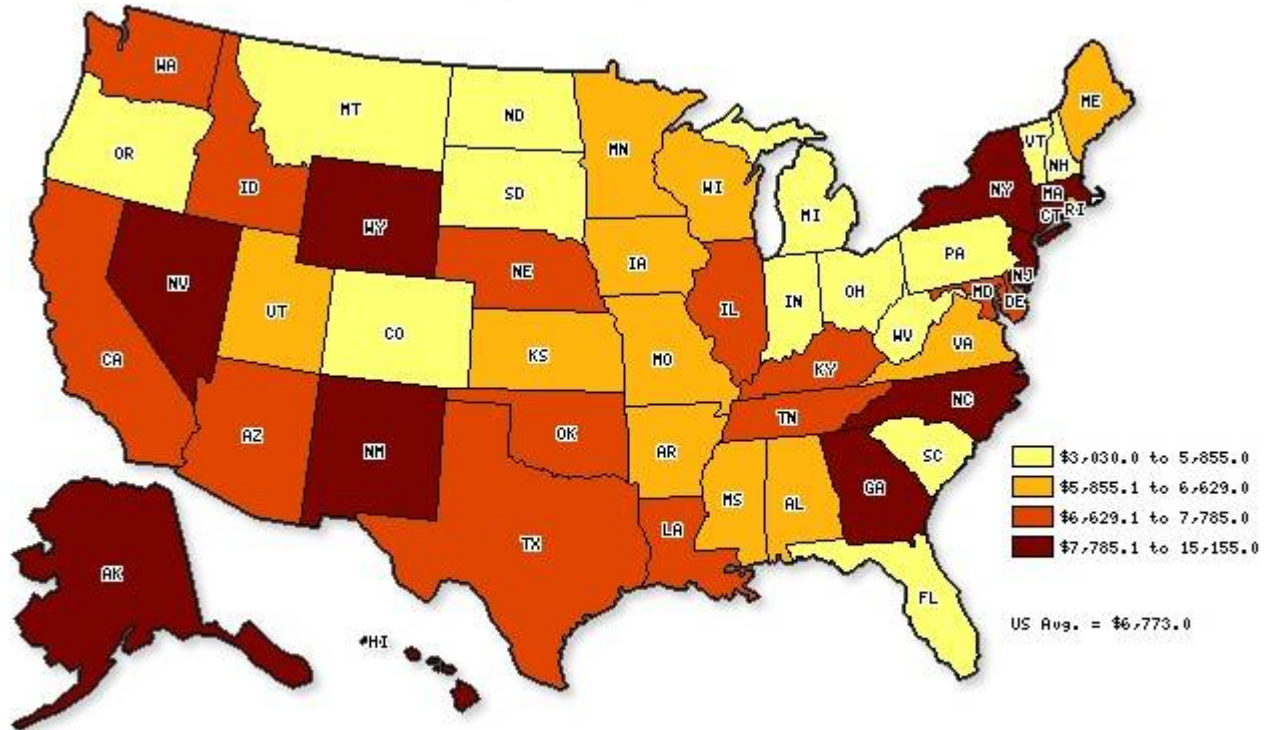 WA
MT
ND
MN
ME
OR
ID
SD
WI
VT
NH
NY
MA
CT
RI
WY
MI
NV
NE
IA
PA
NJ
UT
CO
IL
IN
OH
MD
DE
CA
KS
MO
WV
VA
KY
NC
AZ
NM
OK
AR
TN
SC
MS
AL
GA
TX
LA
AK
HI
FL
$3,030.0 to 5,855.0
$5,855.1 to 6,629.0
$6,629.1 to 7,785.0
$7,785.1 to 15,155.0
US Avg. = $6,773.0